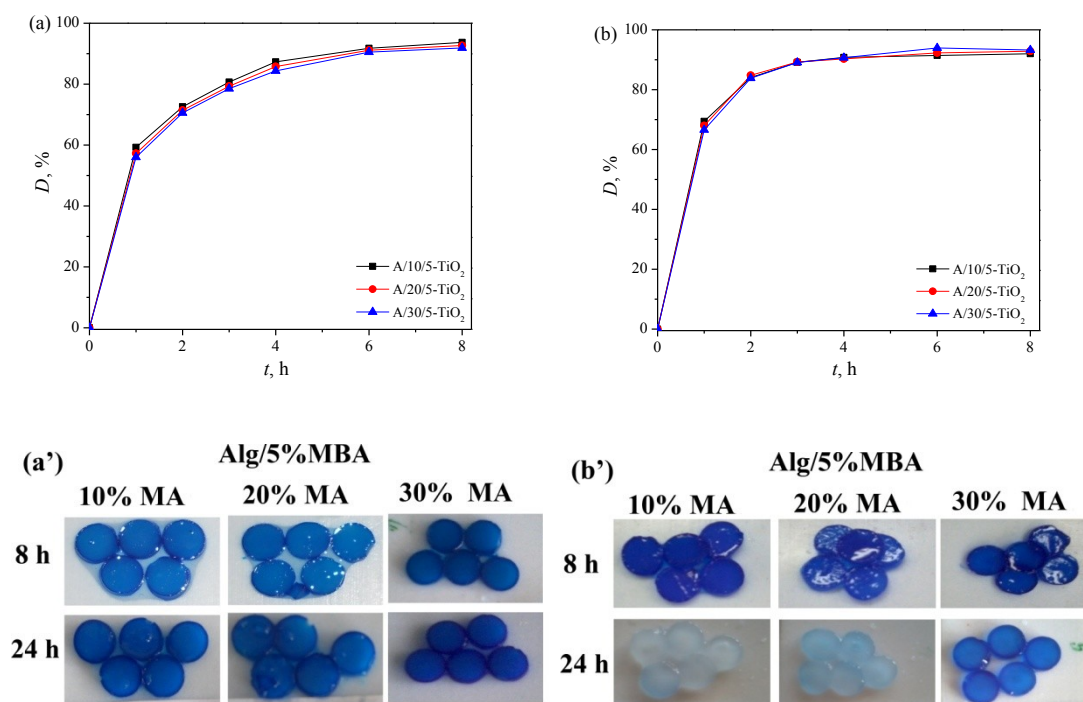 (a)
100
80
60
40
20
0
D, %
A/10/5-TiO₂
A/20/5-TiO₂
A/30/5-TiO₂
0 2 4 6 8
t, h
(b)
100
80
60
40
20
0
D, %
A/10/5-TiO₂
A/20/5-TiO₂
A/30/5-TiO₂
0 2 4 6 8
t, h
(a’)
Alg/5%MBA
10% MA 20% MA 30% MA
8 h
24 h
(b’)
Alg/5%MBA
10% MA 20% MA 30% MA
8 h
24 h